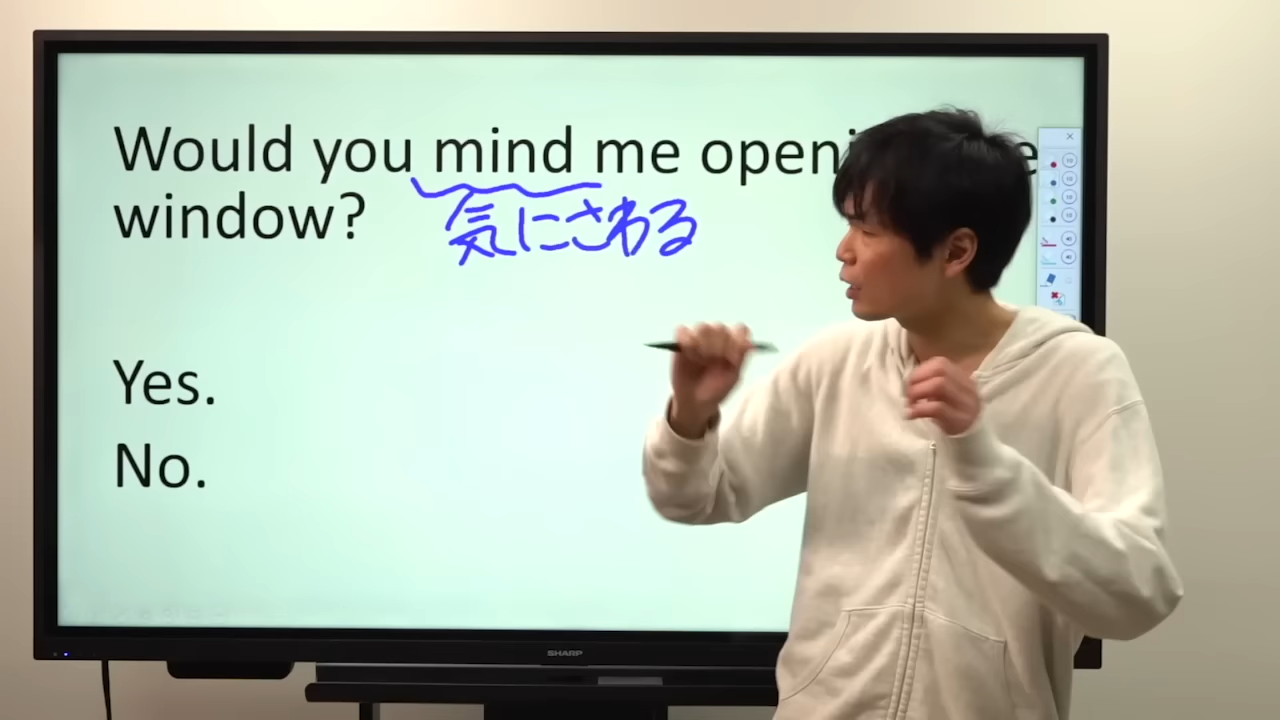 Would you mind me openi e
window?
気にさわる
Yes.
No.
SHARP